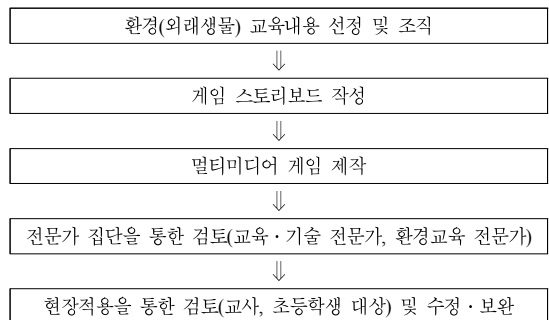 환경(외래생물) 교육내용 선정 및 조직
⇓
게임 스토리보드 작성
⇓
멀티미디어 게임 제작
⇓
전문가 집단을 통한 검토(교육・기술 전문가, 환경교육 전문가)
⇓
현장적용을 통한 검토(교사, 초등학생 대상) 및 수정・보완